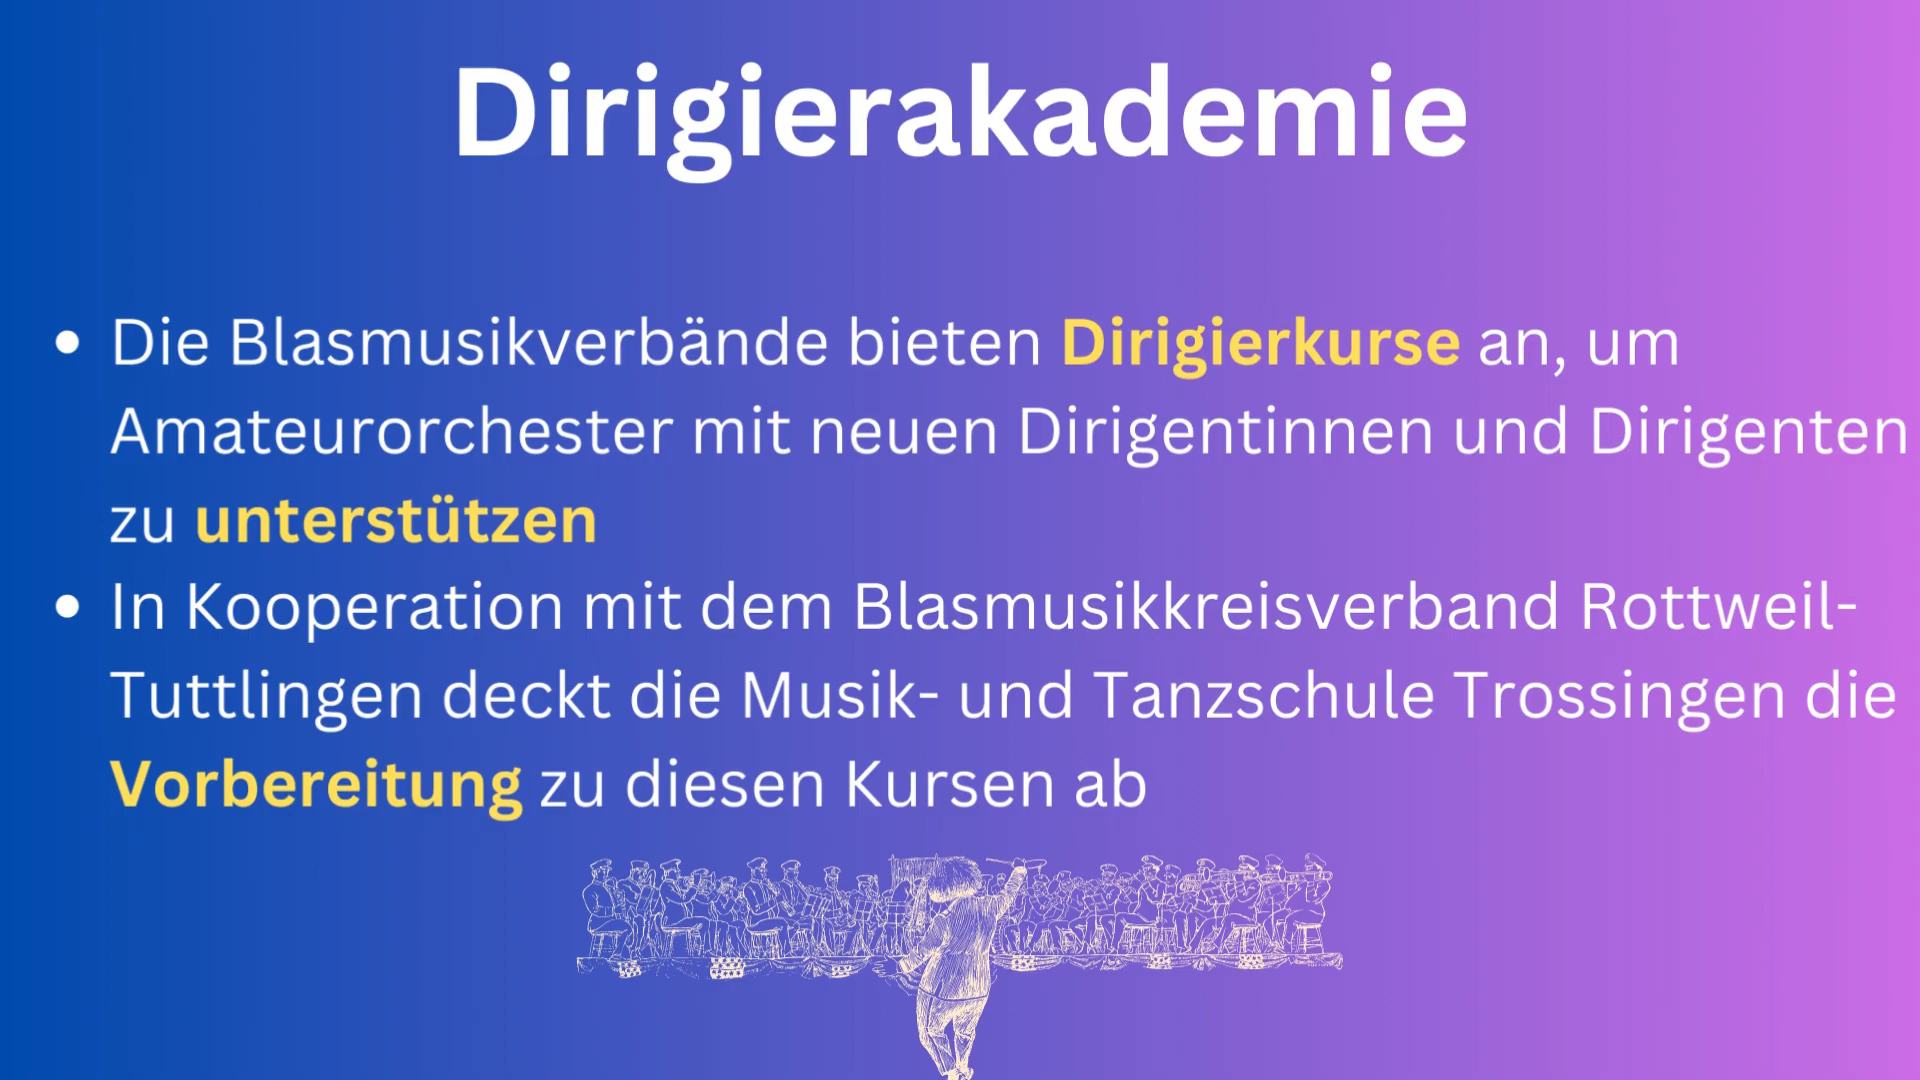 Dirigierakademie
• Die Blasmusikverbände bieten Dirigierkurse an, um
Amateurorchester mit neuen Dirigentinnen und Dirigenten
zu unterstützen
• In Kooperation mit dem Blasmusikkreisverband Rottweil-
Tuttlingen deckt die Musik- und Tanzschule Trossingen die
Vorbereitung zu diesen Kursen ab